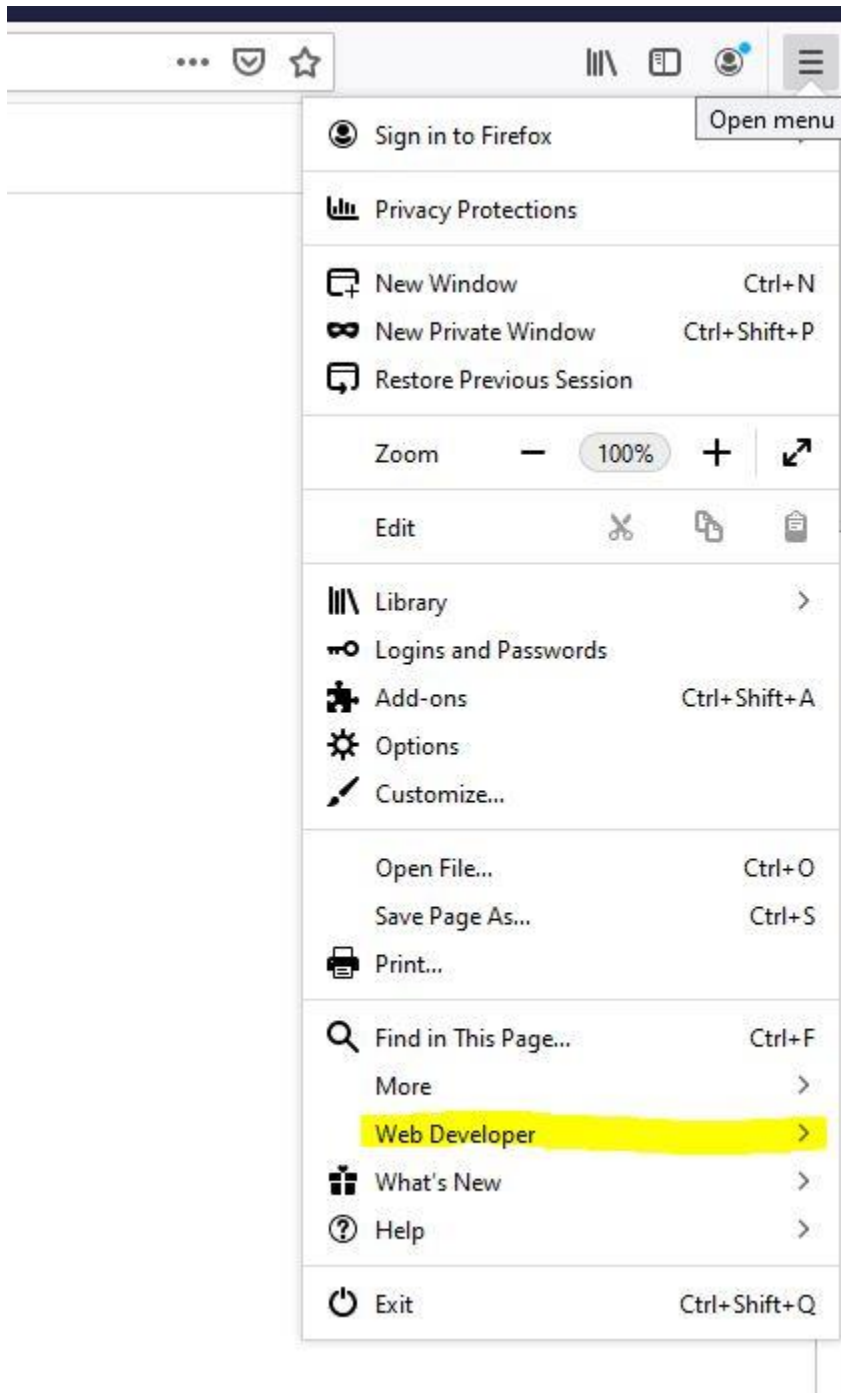 Open menu
Sign in to Firefox
Privacy Protections
New Window Ctrl+N
New Private Window Ctrl+Shift+P
Restore Previous Session
Zoom 100%
Edit
Library
Logins and Passwords
Add-ons Ctrl+Shift+A
Options
Customize...
Open File... Ctrl+O
Save Page As... Ctrl+S
Print...
Find in This Page... Ctrl+F
More
Web Developer
What's New
Help
Exit Ctrl+Shift+Q